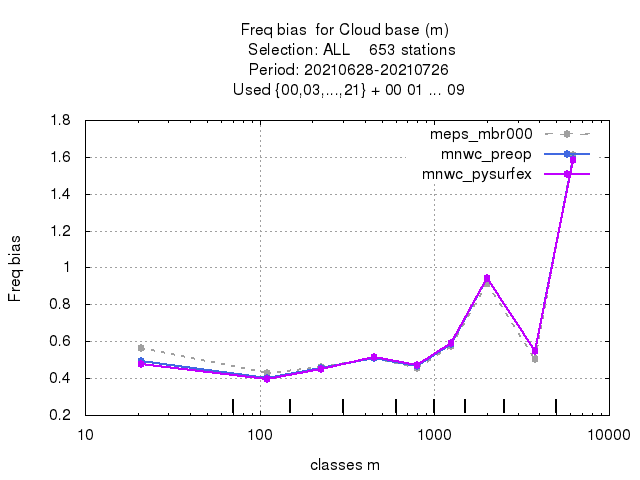 Freq bias  for Cloud base (m)
Selection: ALL    653 stations
Period: 20210628-20210726
Used {00,03,...,21} + 00 01 ... 09
1.8
1.6
1.4
1.2
1
0.8
0.6
0.4
0.2
Freq bias
meps_mbr000
mnwc_preop
mnwc_pysurfex
10
100
1000
10000
classes m